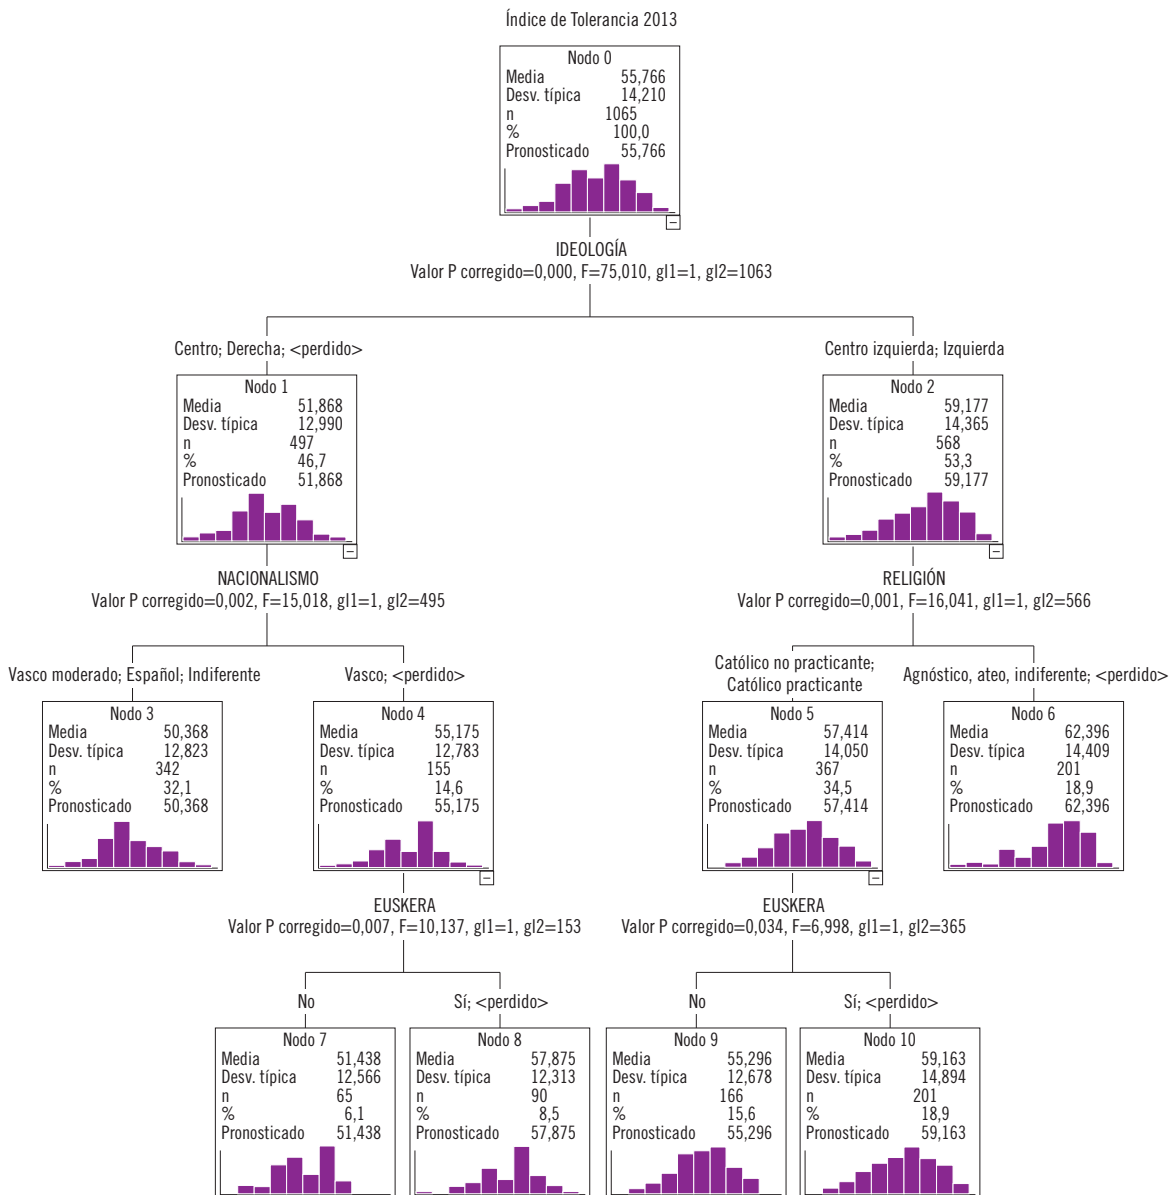 Índice de Tolerancia 2013
Nodo 0
Media 55,766
Desv. típica 14,210
n 1065
% 100,0
Pronosticado 55,766
IDEOLOGÍA
Valor P corregido=0,000, F=75,010, gl1=1, gl2=1063
Centro; Derecha; <perdido>
Nodo 1
Media 51,868
Desv. típica 12,990
n 497
% 46,7
Pronosticado 51,868
Centro izquierda; Izquierda
Nodo 2
Media 59,177
Desv. típica 14,365
n 568
% 53,3
Pronosticado 59,177
NACIONALISMO
Valor P corregido=0,002, F=15,018, gl1=1, gl2=495
RELIGIÓN
Valor P corregido=0,001, F=16,041, gl1=1, gl2=566
Vasco moderado; Español; Indiferente
Nodo 3
Media 50,368
Desv. típica 12,823
n 342
% 32,1
Pronosticado 50,368
Vasco; <perdido>
Nodo 4
Media 55,175
Desv. típica 12,783
n 155
% 14,6
Pronosticado 55,175
Católico no practicante;
Católico practicante
Nodo 5
Media 57,414
Desv. típica 14,050
n 367
% 34,5
Pronosticado 57,414
Agnóstico, ateo, indiferente; <perdido>
Nodo 6
Media 62,396
Desv. típica 14,409
n 201
% 18,9
Pronosticado 62,396
EUSKERA
Valor P corregido=0,007, F=10,137, gl1=1, gl2=153
EUSKERA
Valor P corregido=0,034, F=6,998, gl1=1, gl2=365
No
Nodo 7
Media 51,438
Desv. típica 12,566
n 65
% 6,1
Pronosticado 51,438
Sí; <perdido>
Nodo 8
Media 57,875
Desv. típica 12,313
n 90
% 8,5
Pronosticado 57,875
No
Nodo 9
Media 55,296
Desv. típica 12,678
n 166
% 15,6
Pronosticado 55,296
Sí; <perdido>
Nodo 10
Media 59,163
Desv. típica 14,894
n 201
% 18,9
Pronosticado 59,163